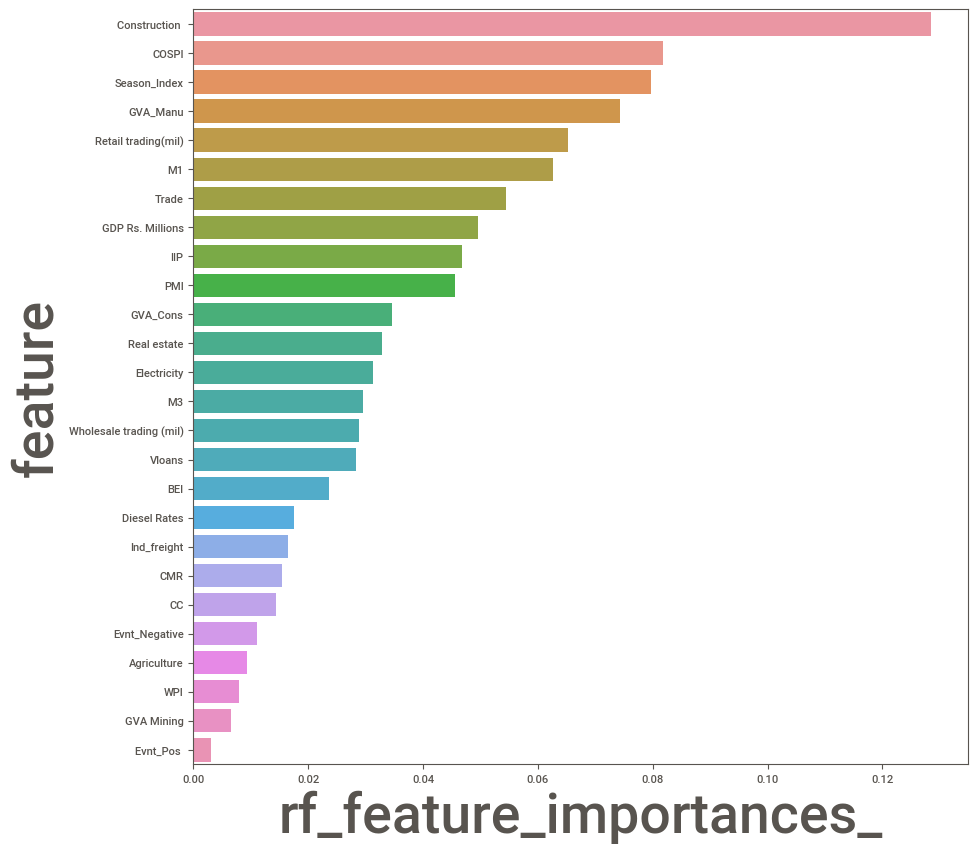 Construction
COSPI
Season_Index
GVA_Manu
Retail trading(mil)
M1
Trade
GDP Rs. Millions
IIP
PMI
GVA_Cons
Real estate
Electricity
M3
Wholesale trading (mil)
Vloans
BEI
Diesel Rates
Ind_freight
CMR
CC
Evnt_Negative
Agriculture
WPI
GVA Mining
Evnt_Pos
feature
0.00 0.02 0.04 0.06 0.08 0.10 0.12
rf_feature_importances_